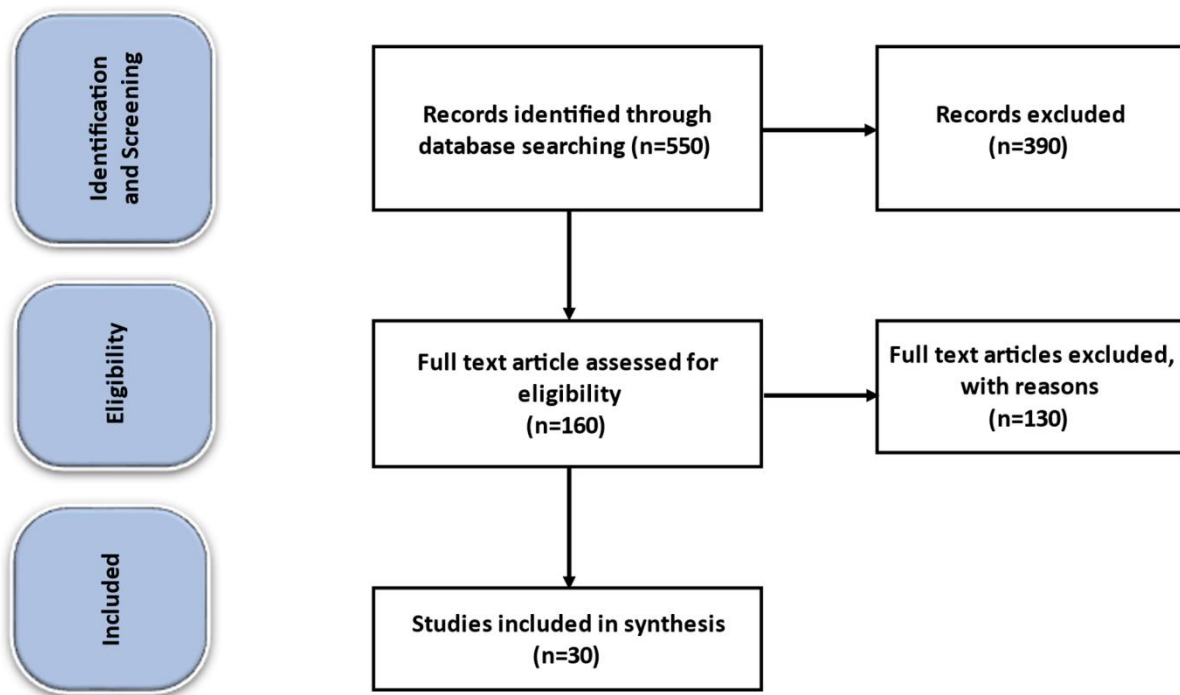 Identification
and Screening
Records identified through
database searching (n=550)
Records excluded
(n=390)
Eligibility
Full text article assessed for
eligibility
(n=160)
Full text articles excluded,
with reasons
(n=130)
Included
Studies included in synthesis
(n=30)